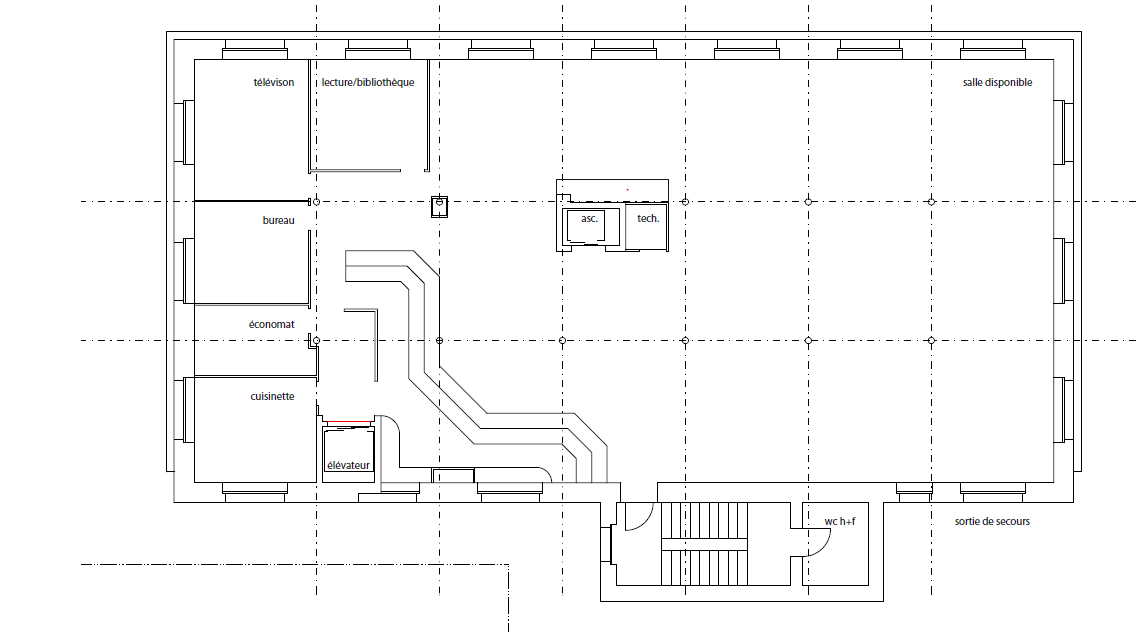 télévison
lecture/bibliothèque
salle disponible
bureau
asc.
tech.
économat
cuisinette
élévateur
wc h+f
sortie de secours